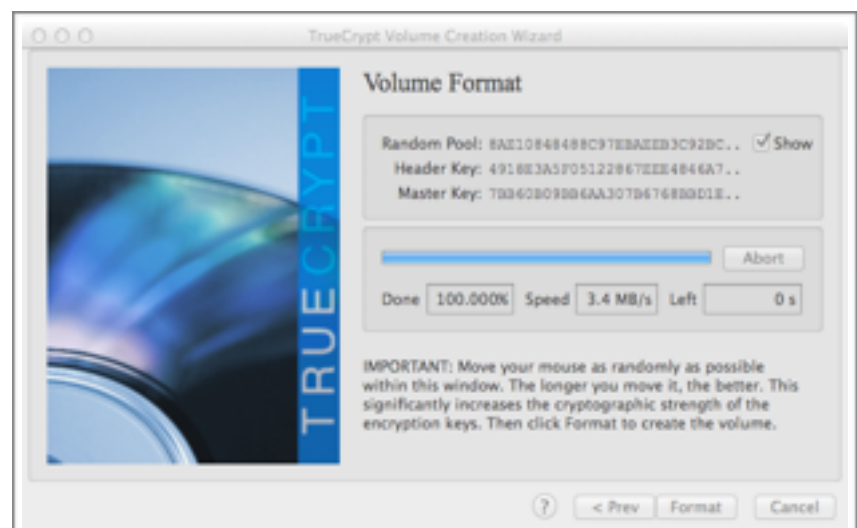 TrueCrypt Volume Creation Wizard
TRUECRYPT
Volume Format
Random Pool: Show
Header Key:
Master Key:
Abort
Done 100.000% Speed 3.4 MB/s Left 0 s
IMPORTANT: Move your mouse as randomly as possible
within this window. The longer you move it, the better. This
significantly increases the cryptographic strength of the
encryption keys. Then click Format to create the volume.
? < Prev Format Cancel